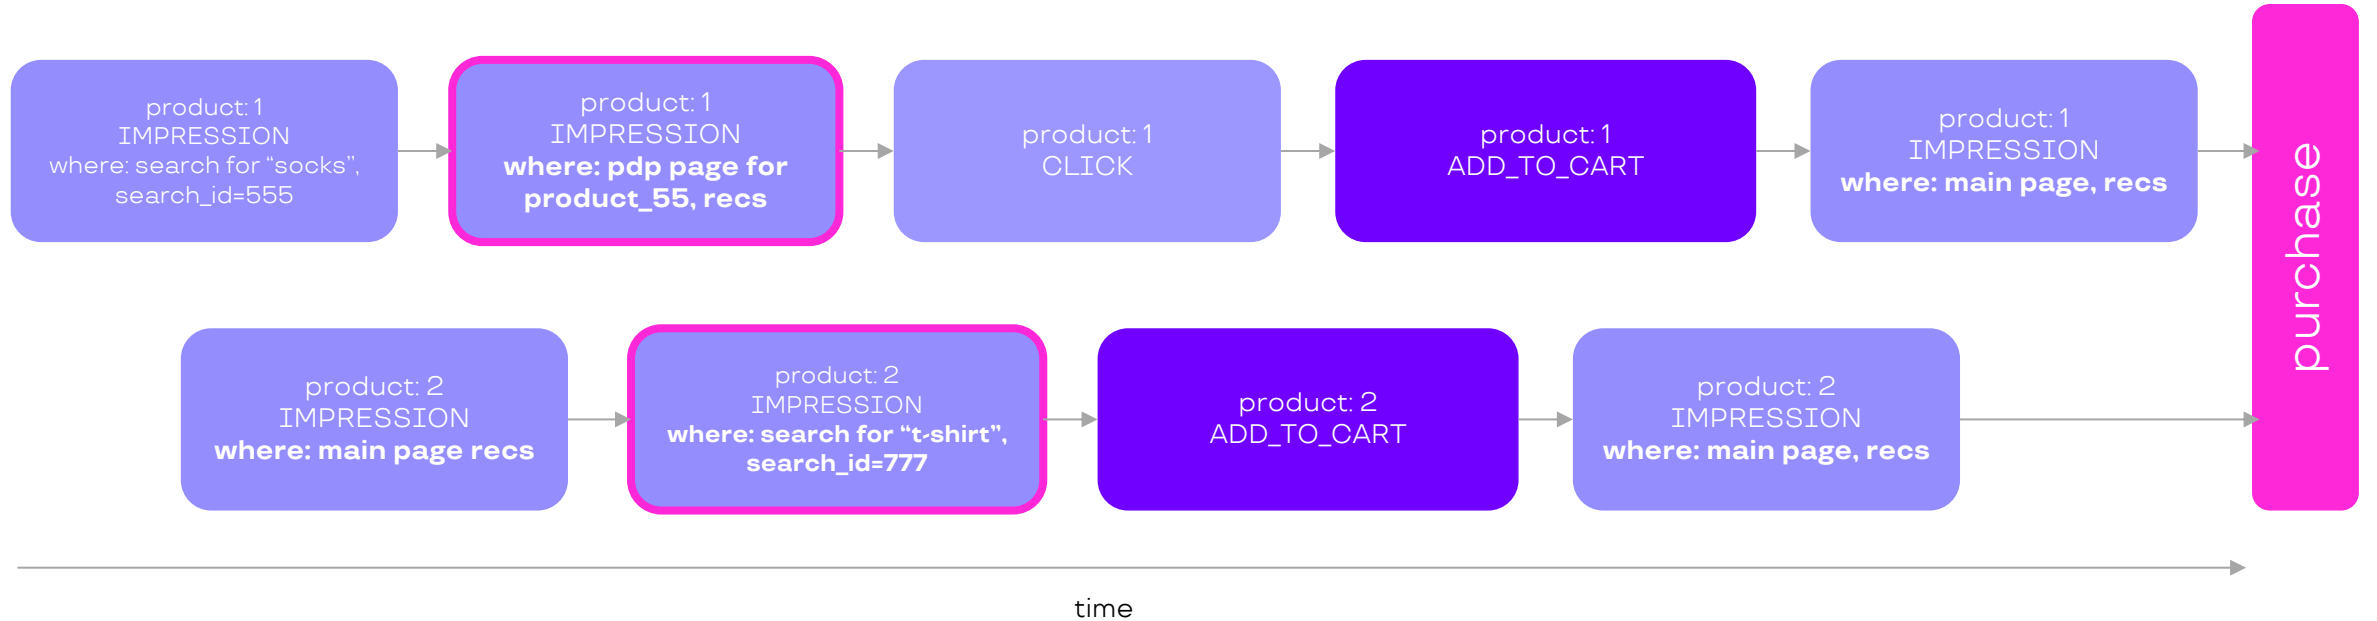 product: 1
IMPRESSION
where: search for “socks”,
search_id=555
product: 1
IMPRESSION
where: pdp page for
product_55, recs
product: 1
CLICK
product: 1
ADD_TO_CART
product: 1
IMPRESSION
where: main page, recs
purchase
product: 2
IMPRESSION
where: main page recs
product: 2
IMPRESSION
where: search for “t-shirt”,
search_id=777
product: 2
ADD_TO_CART
product: 2
IMPRESSION
where: main page, recs
time